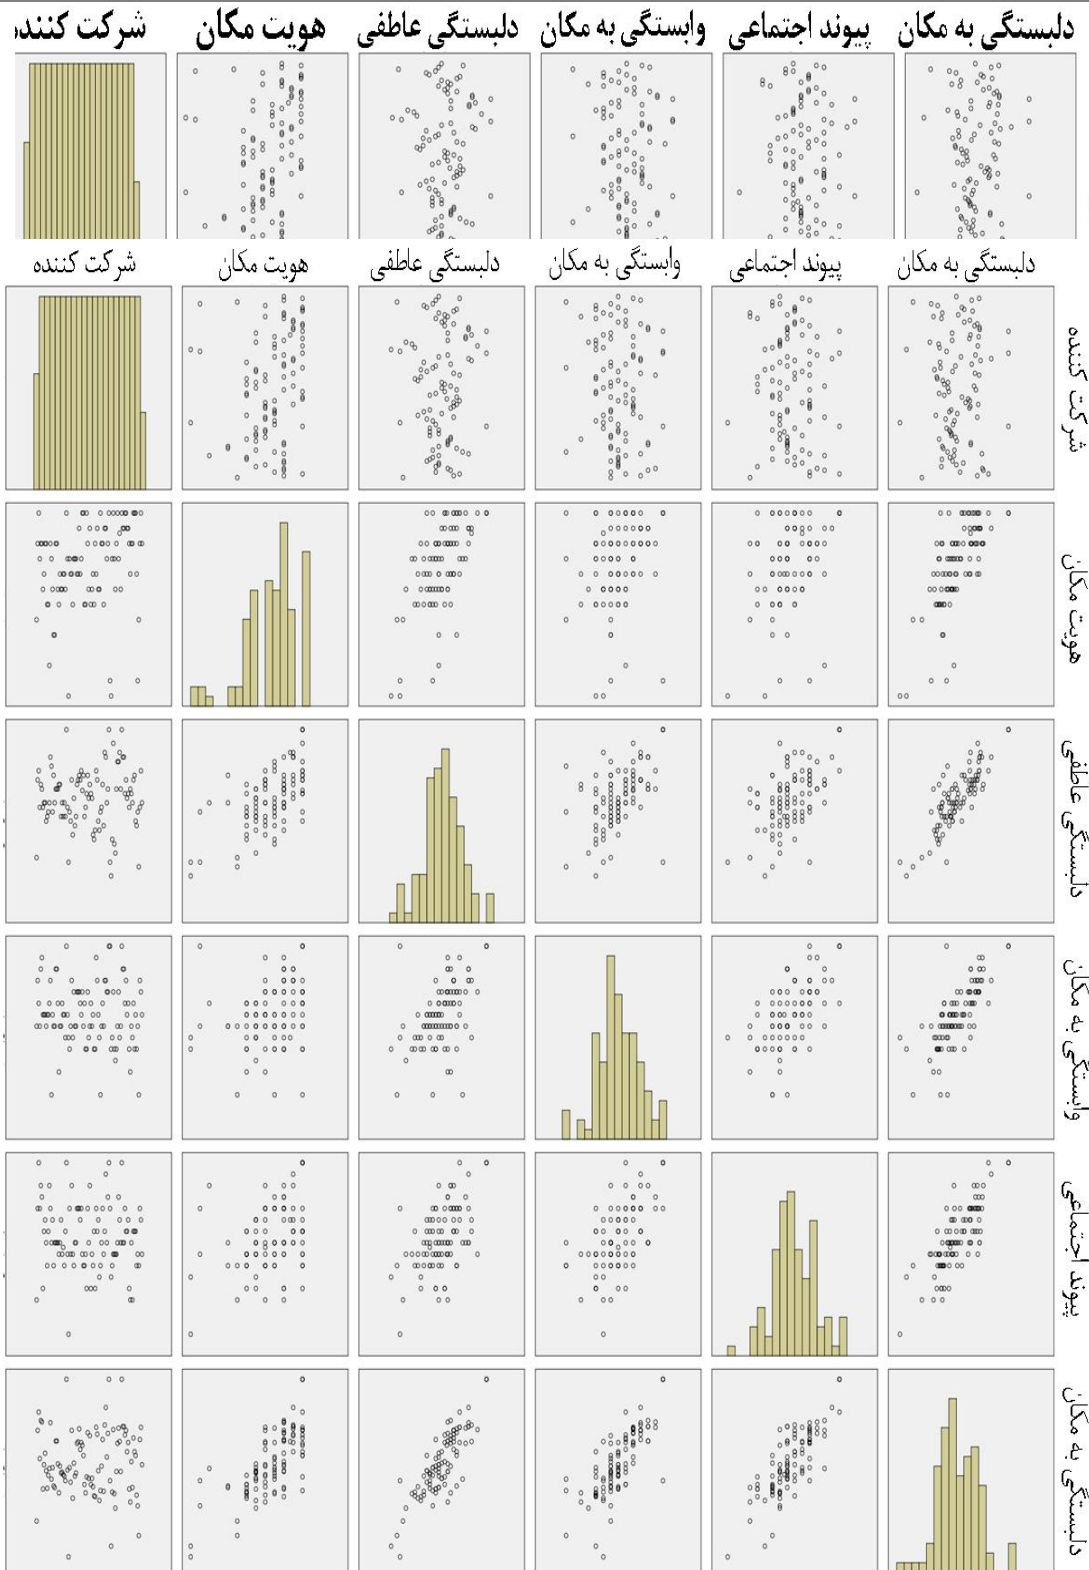 شرکت کننده هویت مکان دلبستگی عاطفی وابستگی به مکان پیوند اجتماعی دلبستگی به مکان
شرکت کننده هویت مکان دلبستگی عاطفی وابستگی به مکان پیوند اجتماعی دلبستگی به مکان
شرکت کننده
هویت مکان
دلبستگی عاطفی
وابستگی به مکان
پیوند اجتماعی
دلبستگی به مکان